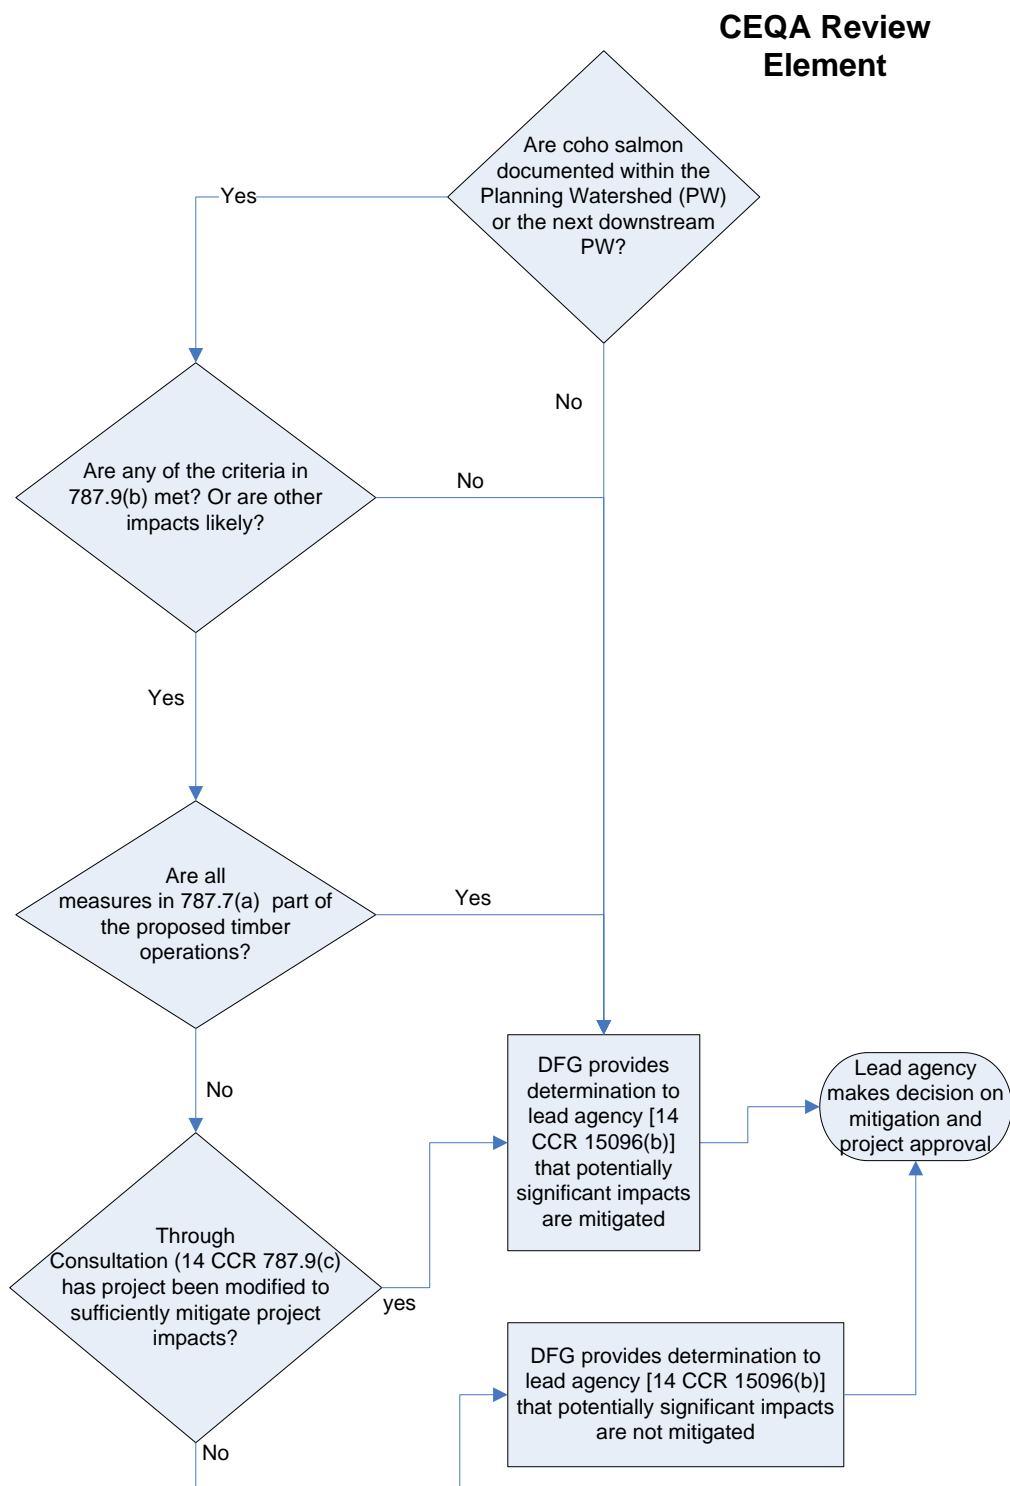 CEQA Review
Element
Are coho salmon
documented within the
Planning Watershed (PW)
or the next downstream
PW?
Yes
No
Are any of the criteria in
787.9(b) met? Or are other
impacts likely?
No
Yes
Are all
measures in 787.7(a)  part of
the proposed timber
operations?
Yes
No
DFG provides
determination to
lead agency [14
CCR 15096(b)]
that potentially
significant impacts
are mitigated
Lead agency
makes decision on
mitigation and
project approval
Through
Consultation (14 CCR 787.9(c)
has project been modified to
sufficiently mitigate project
impacts?
yes
No
DFG provides determination to
lead agency [14 CCR 15096(b)]
that potentially significant impacts
are not mitigated